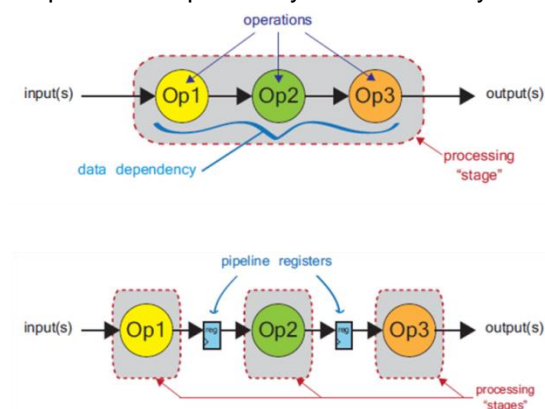 operations
input(s)
Op1
Op2
Op3
output(s)
data dependency
processing
"stage"
pipeline registers
input(s)
Op1
reg
Op2
reg
Op3
output(s)
processing
"stages"